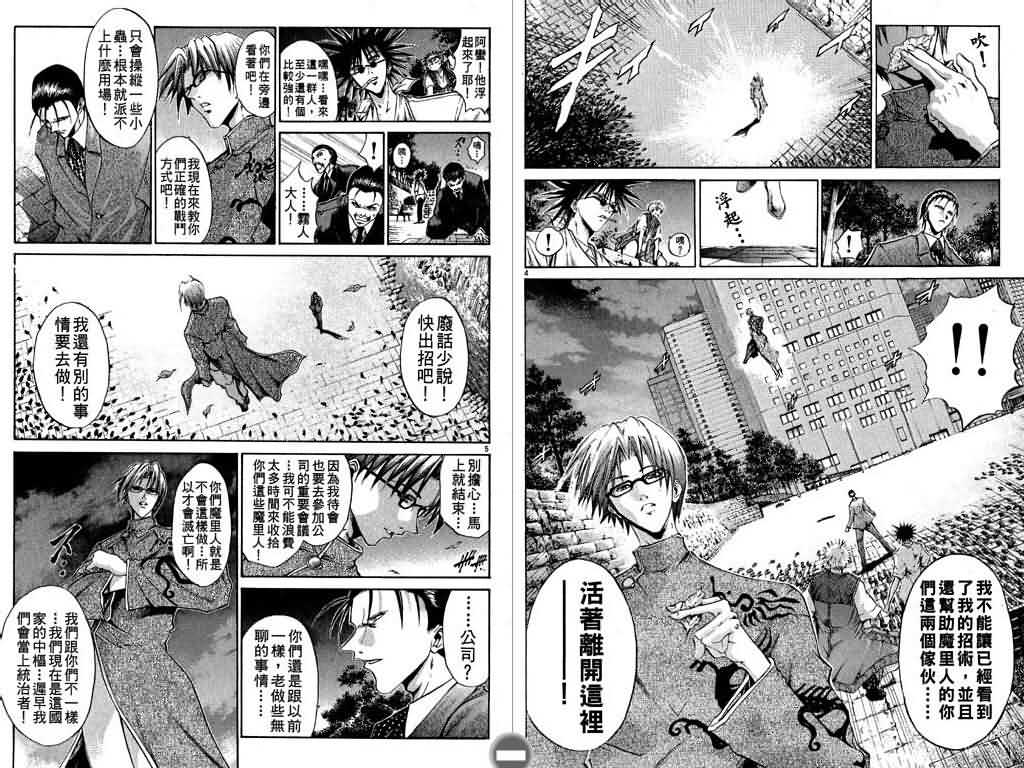 吹！
！
浮
起
…
嘎？
！
4
！！
我不能讓已經看到
了我的招術…並且
還幫助魔里人的你
們這兩個傢伙……
活著離開這裡
——！
阿蠻！他浮
起來了耶！
嘿嘿…看來
這一群人，
至少還有個
比較強的！
嗚…
嗚…
！
……霧人
大人！
你們在旁邊
看著吧！
我現在來教你
們正確的戰鬥
方式吧！
只會操縱一些小
蟲…根本就派不
上什麼用場！
廢話少說！
快出招吧！
我還有別的事
情要去做！
5
別擔心…馬
上就結束…
因為我待會
也要去參加公
司的重要會議
…我可不能浪費
太多時間來收拾
你們這些魔里人！
……公司？
你們還是跟以前
一樣，老做些無
聊的事情……
你們魔里人就是
不會這樣做…所
以才會滅亡啊！
我們跟你們不一樣
…我們現在是這國
家的中樞…遲早我
們會當上統治者！